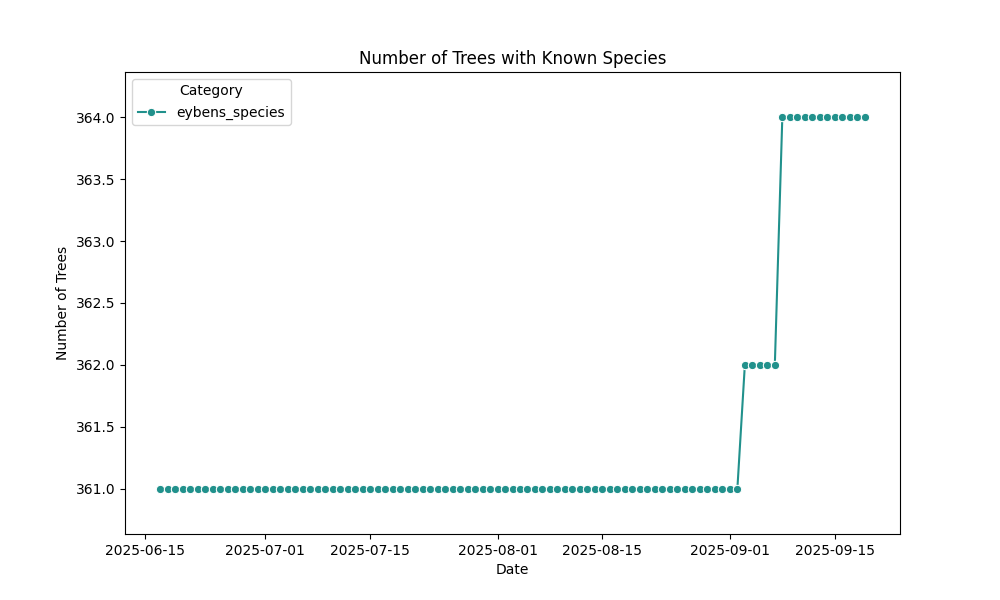 Number of Trees with Known Species
Category
eybens_species
Number of Trees
364.0
363.5
363.0
362.5
362.0
361.5
361.0
2025-06-15 2025-07-01 2025-07-15 2025-08-01 2025-08-15 2025-09-01 2025-09-15
Date